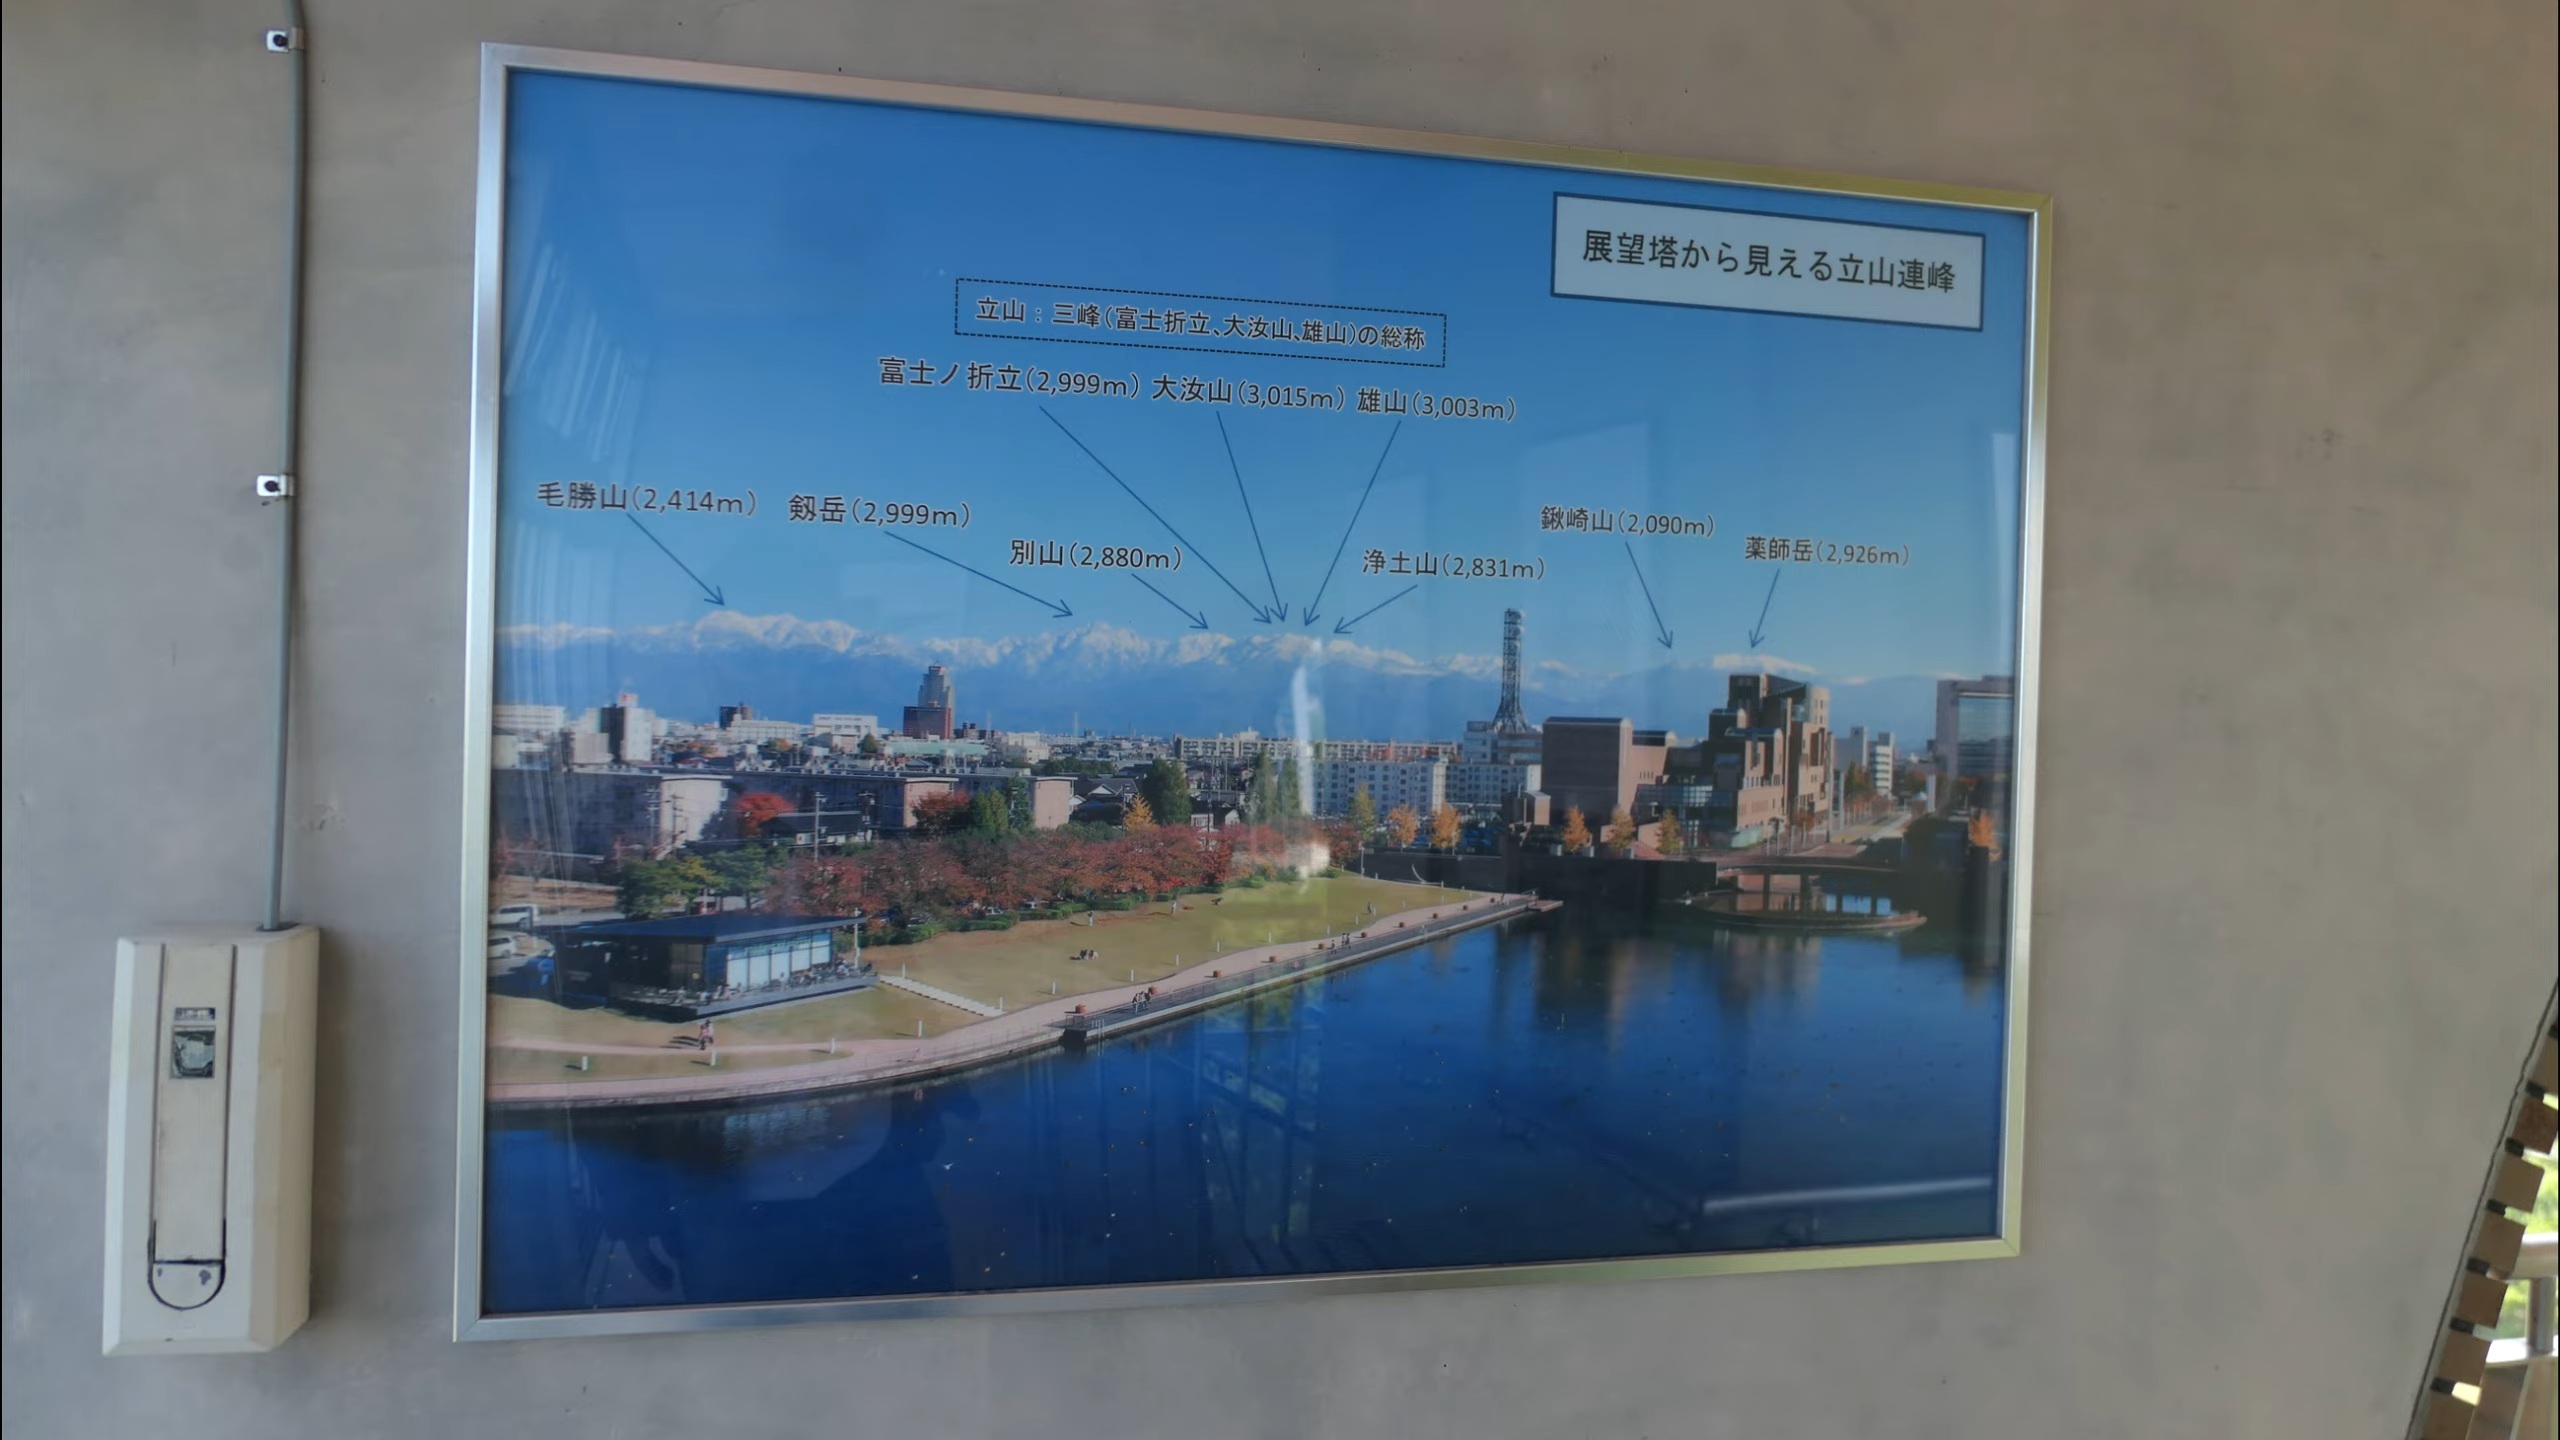 展望塔から見える立山連峰
立山：三峰（富士折立、大汝山、雄山）の総称
富士ノ折立（2,999m） 大汝山（3,015m） 雄山（3,003m）
毛勝山（2,414m） 剱岳（2,999m）
別山（2,880m） 浄土山（2,831m）
鍬崎山（2,090m） 薬師岳（2,926m）